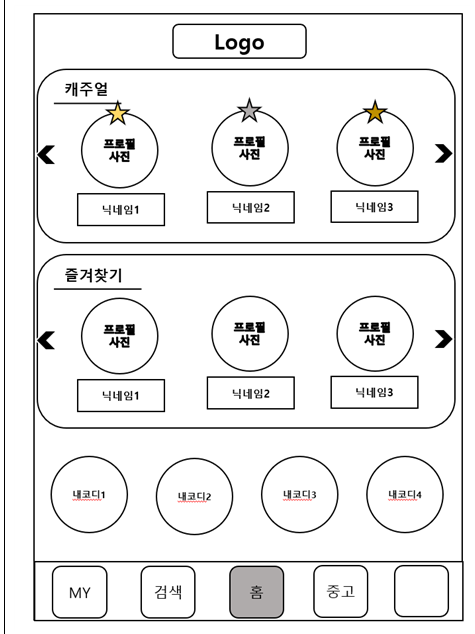 Logo
캐주얼
프로필
사진
프로필
사진
프로필
사진
닉네임1
닉네임2
닉네임3
즐겨찾기
프로필
사진
프로필
사진
프로필
사진
닉네임1
닉네임2
닉네임3
내코디1
내코디2
내코디3
내코디4
MY
검색
홈
중고